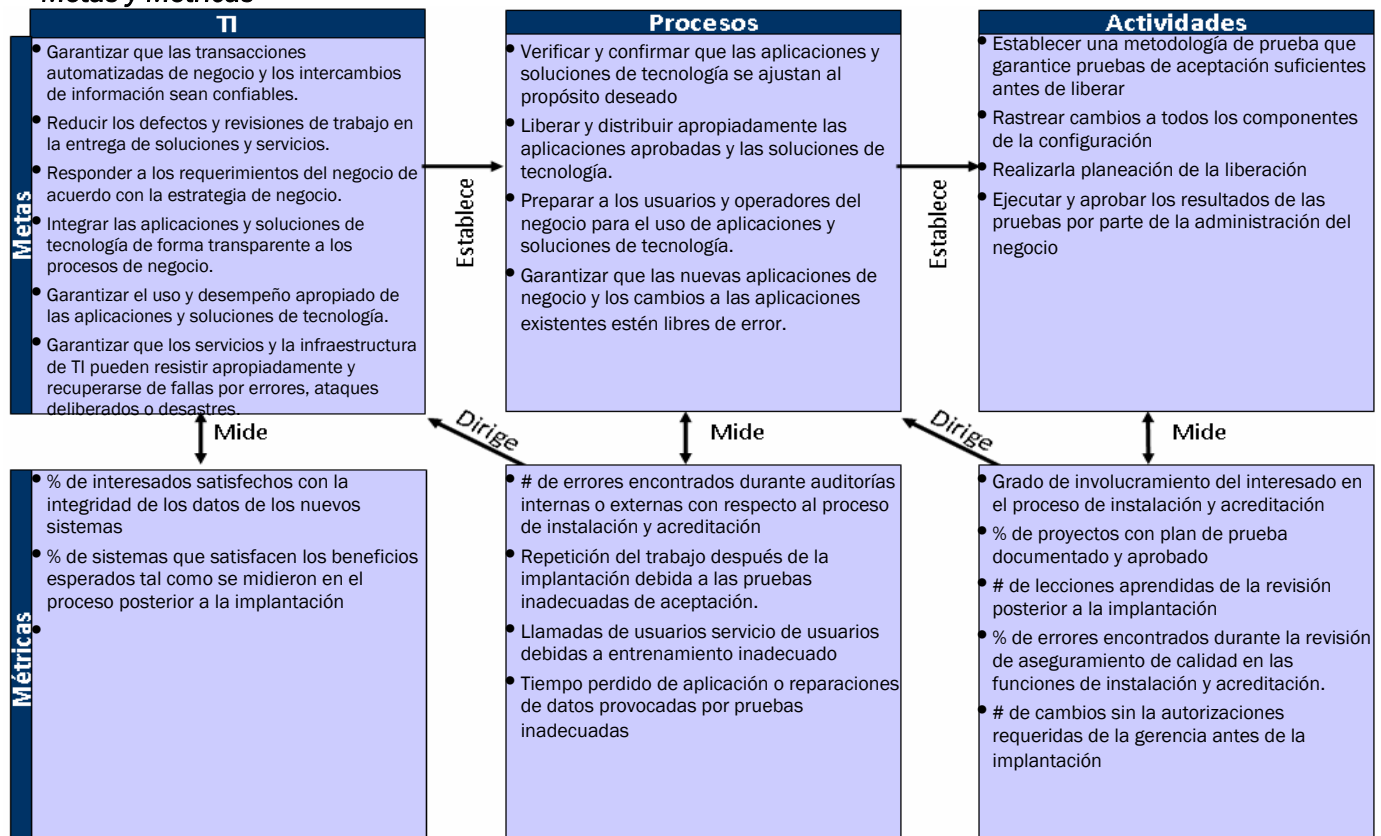 Metas y Métricas
TI
Metas
• Garantizar que las transacciones
automatizadas de negocio y los intercambios
de información sean confiables.
• Reducir los defectos y revisiones de trabajo en
la entrega de soluciones y servicios.
• Responder a los requerimientos del negocio de
acuerdo con la estrategia de negocio.
• Integrar las aplicaciones y soluciones de
tecnología de forma transparente a los
procesos de negocio.
• Garantizar el uso y desempeño apropiado de
las aplicaciones y soluciones de tecnología.
• Garantizar que los servicios y la infraestructura
de TI pueden resistir apropiadamente y
recuperarse de fallas por errores, ataques
deliberados o desastres.
Establece
Procesos
• Verificar y confirmar que las aplicaciones y
soluciones de tecnología se ajustan al
propósito deseado
• Liberar y distribuir apropiadamente las
aplicaciones aprobadas y las soluciones de
tecnología.
• Preparar a los usuarios y operadores del
negocio para el uso de aplicaciones y
soluciones de tecnología.
• Garantizar que las nuevas aplicaciones de
negocio y los cambios a las aplicaciones
existentes estén libres de error.
Establece
Actividades
• Establecer una metodología de prueba que
garantice pruebas de aceptación suficientes
antes de liberar
• Rastrear cambios a todos los componentes
de la configuración
• Realizarla planeación de la liberación
• Ejecutar y aprobar los resultados de las
pruebas por parte de la administración del
negocio
Mide
Dirige
Mide
Dirige
Mide
Métricas
• % de interesados satisfechos con la
integridad de los datos de los nuevos
sistemas
• % de sistemas que satisfacen los beneficios
esperados tal como se midieron en el
proceso posterior a la implantación
•
• # de errores encontrados durante auditorías
internas o externas con respecto al proceso
de instalación y acreditación
• Repetición del trabajo después de la
implantación debida a las pruebas
inadecuadas de aceptación.
• Llamadas de usuarios servicio de usuarios
debidas a entrenamiento inadecuado
• Tiempo perdido de aplicación o reparaciones
de datos provocadas por pruebas
inadecuadas
• Grado de involucramiento del interesado en
el proceso de instalación y acreditación
• % de proyectos con plan de prueba
documentado y aprobado
• # de lecciones aprendidas de la revisión
posterior a la implantación
• % de errores encontrados durante la revisión
de aseguramiento de calidad en las
funciones de instalación y acreditación.
• # de cambios sin la autorizaciones
requeridas de la gerencia antes de la
implantación